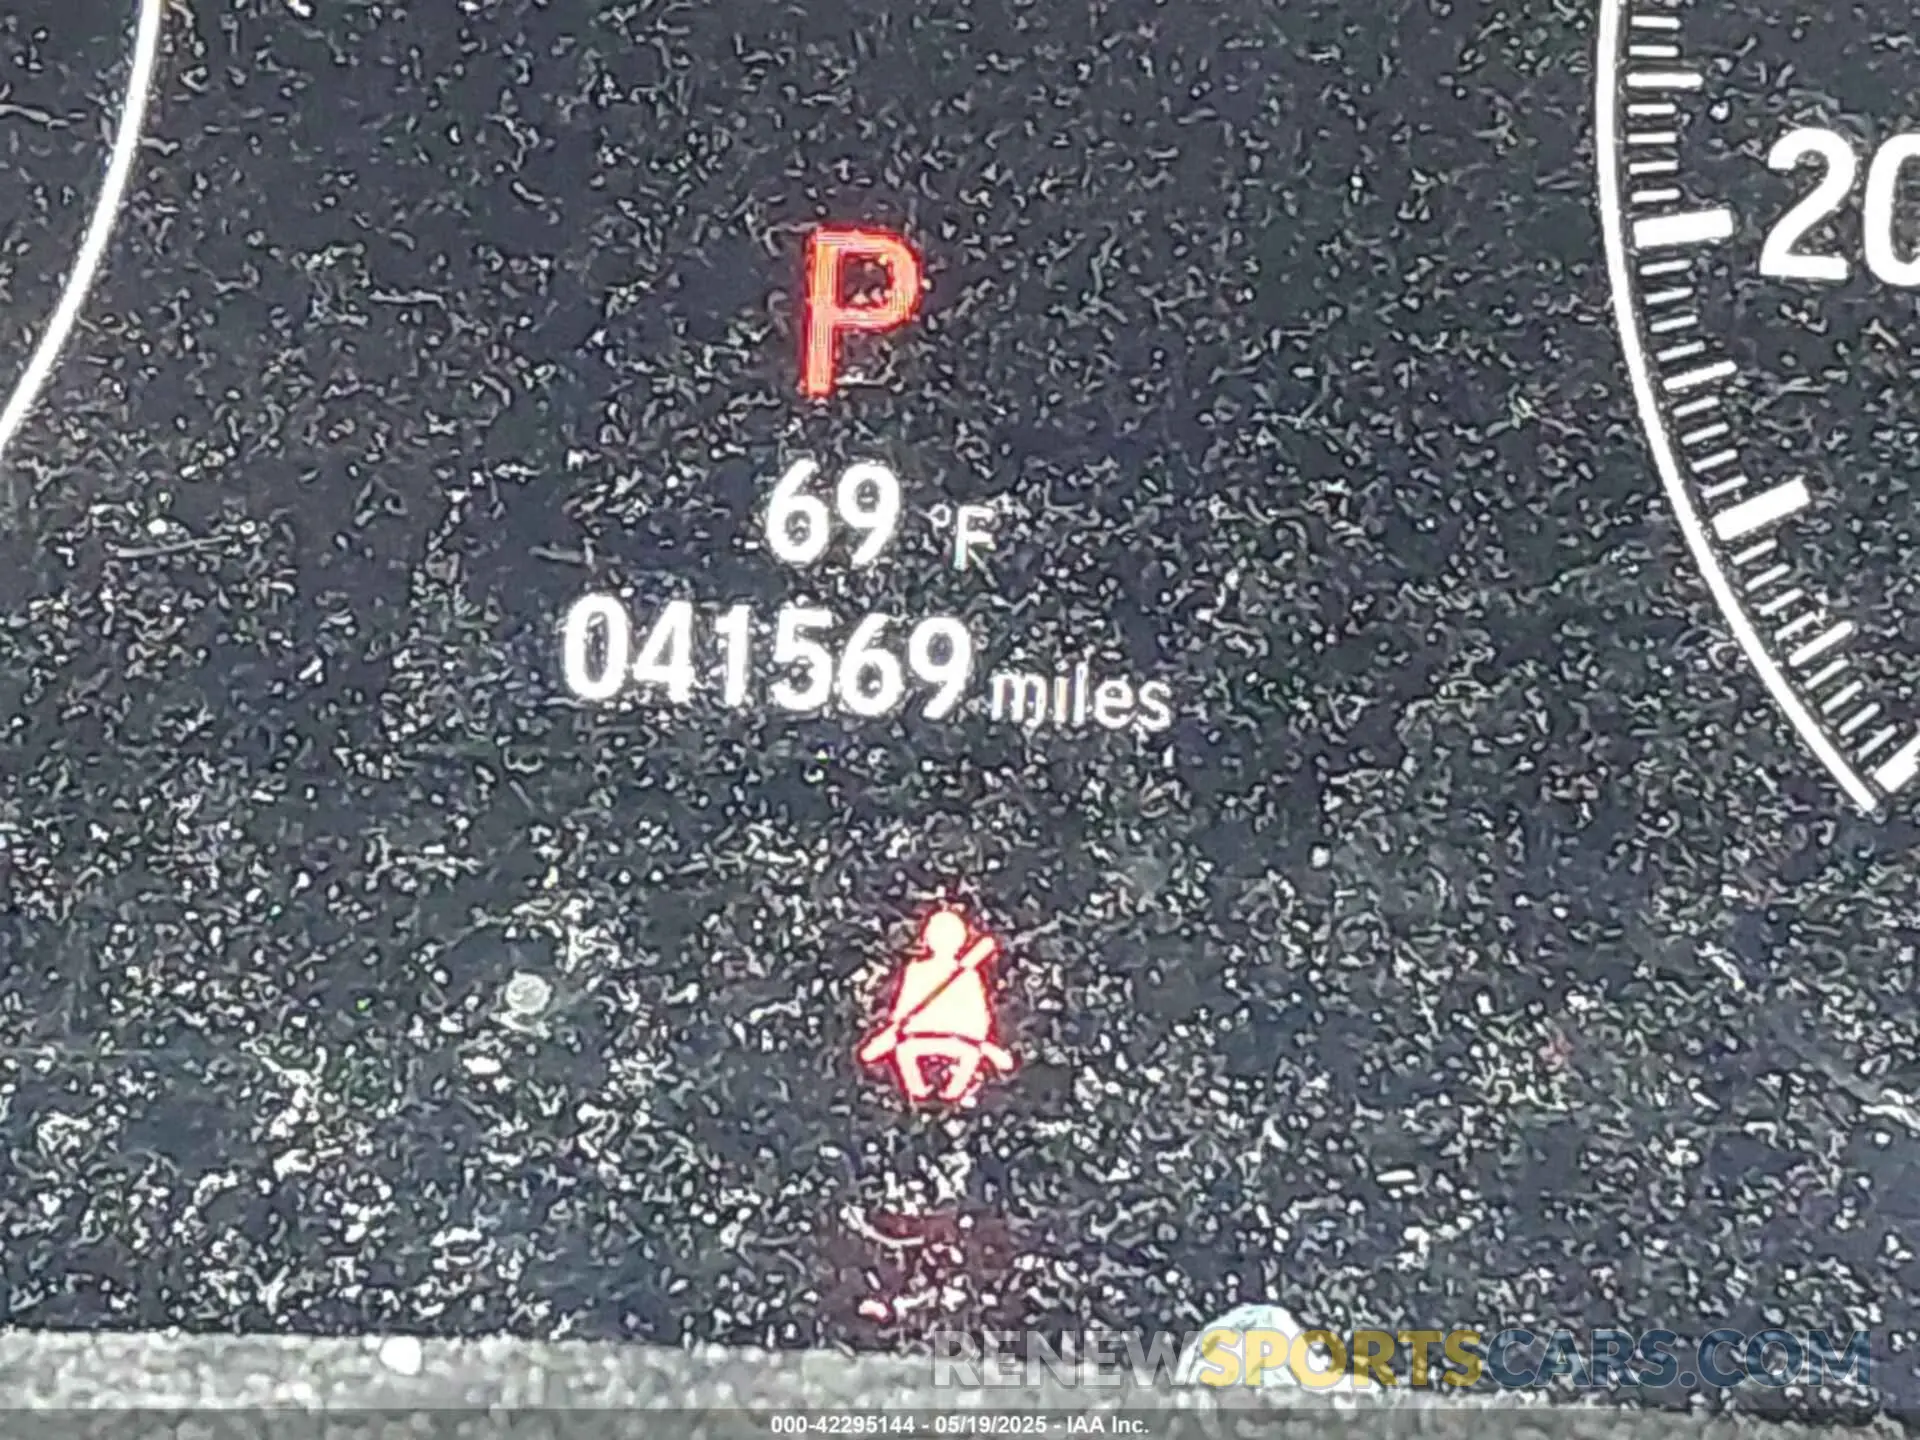 20
P
69 °F
041569 miles
RENEWSPORTSCARS.COM
000-42295144 - 05/19/2025 - IAA Inc.